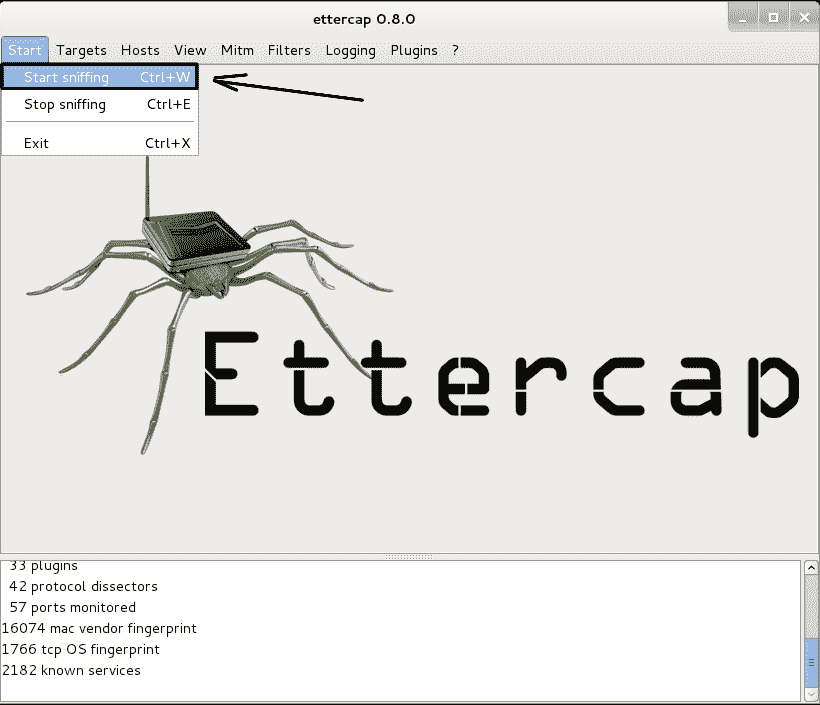 ettercap 0.8.0
Start Targets Hosts View Mitm Filters Logging Plugins ?
Start sniffing Ctrl+W
Stop sniffing Ctrl+E
Exit Ctrl+X
Ettercap
33 plugins
42 protocol dissectors
57 ports monitored
16074 mac vendor fingerprint
1766 tcp OS fingerprint
2182 known services